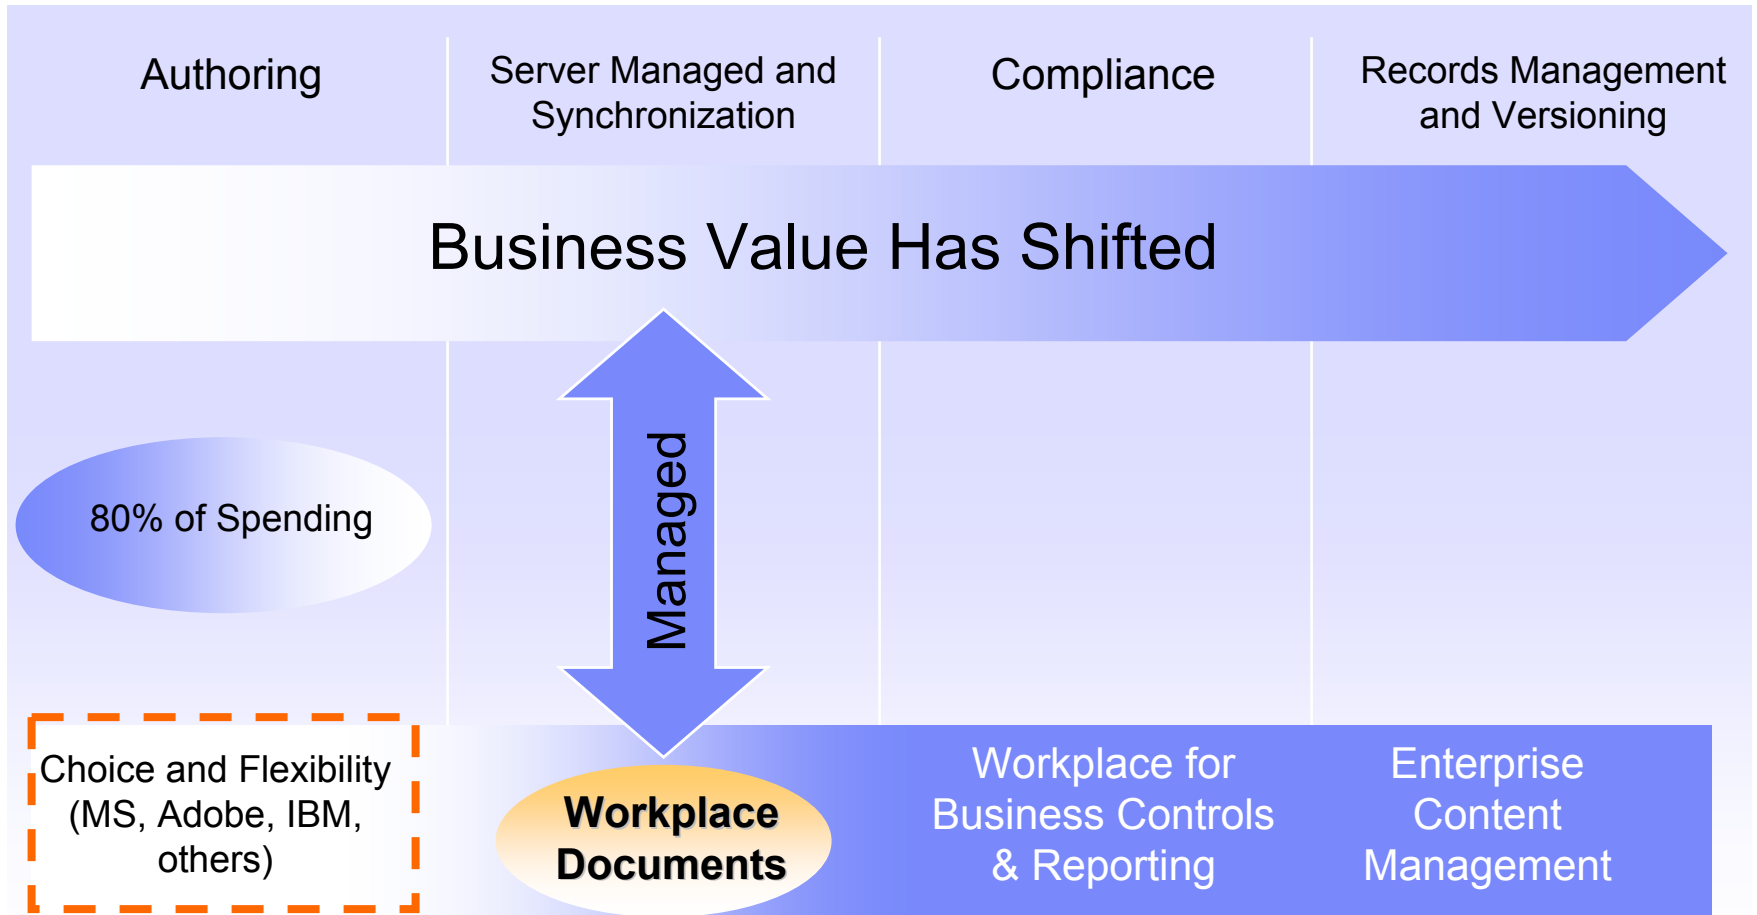 Authoring
Server Managed and
Synchronization
Compliance
Records Management
and Versioning
Business Value Has Shifted
80% of Spending
Managed
Choice and Flexibility
(MS, Adobe, IBM,
others)
Workplace
Documents
Workplace for
Business Controls
& Reporting
Enterprise
Content
Management